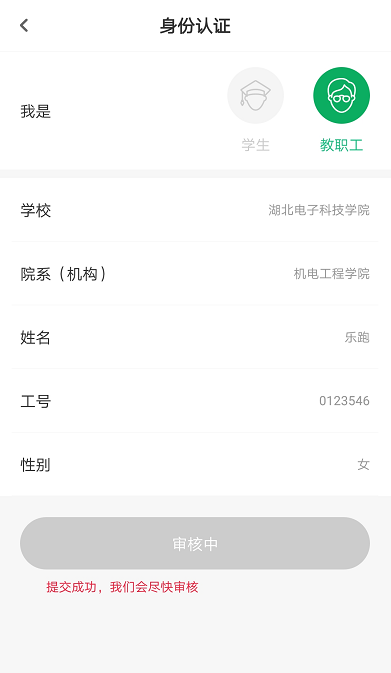 身份认证
我是
学生
教职工
学校
湖北电子科技学院
院系（机构）
机电工程学院
姓名
乐跑
工号
0123546
性别
女
审核中
提交成功，我们会尽快审核